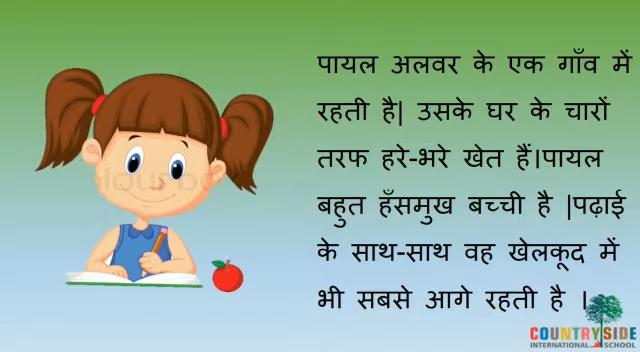 पायल अलवर के एक गाँव में
रहती है| उसके घर के चारों
तरफ हरे-भरे खेत हैं।पायल
बहुत हँसमुख बच्ची है |पढ़ाई
के साथ-साथ वह खेलकूद में
भी सबसे आगे रहती है ।
COUNTRYSIDE
INTERNATIONAL SCHOOL